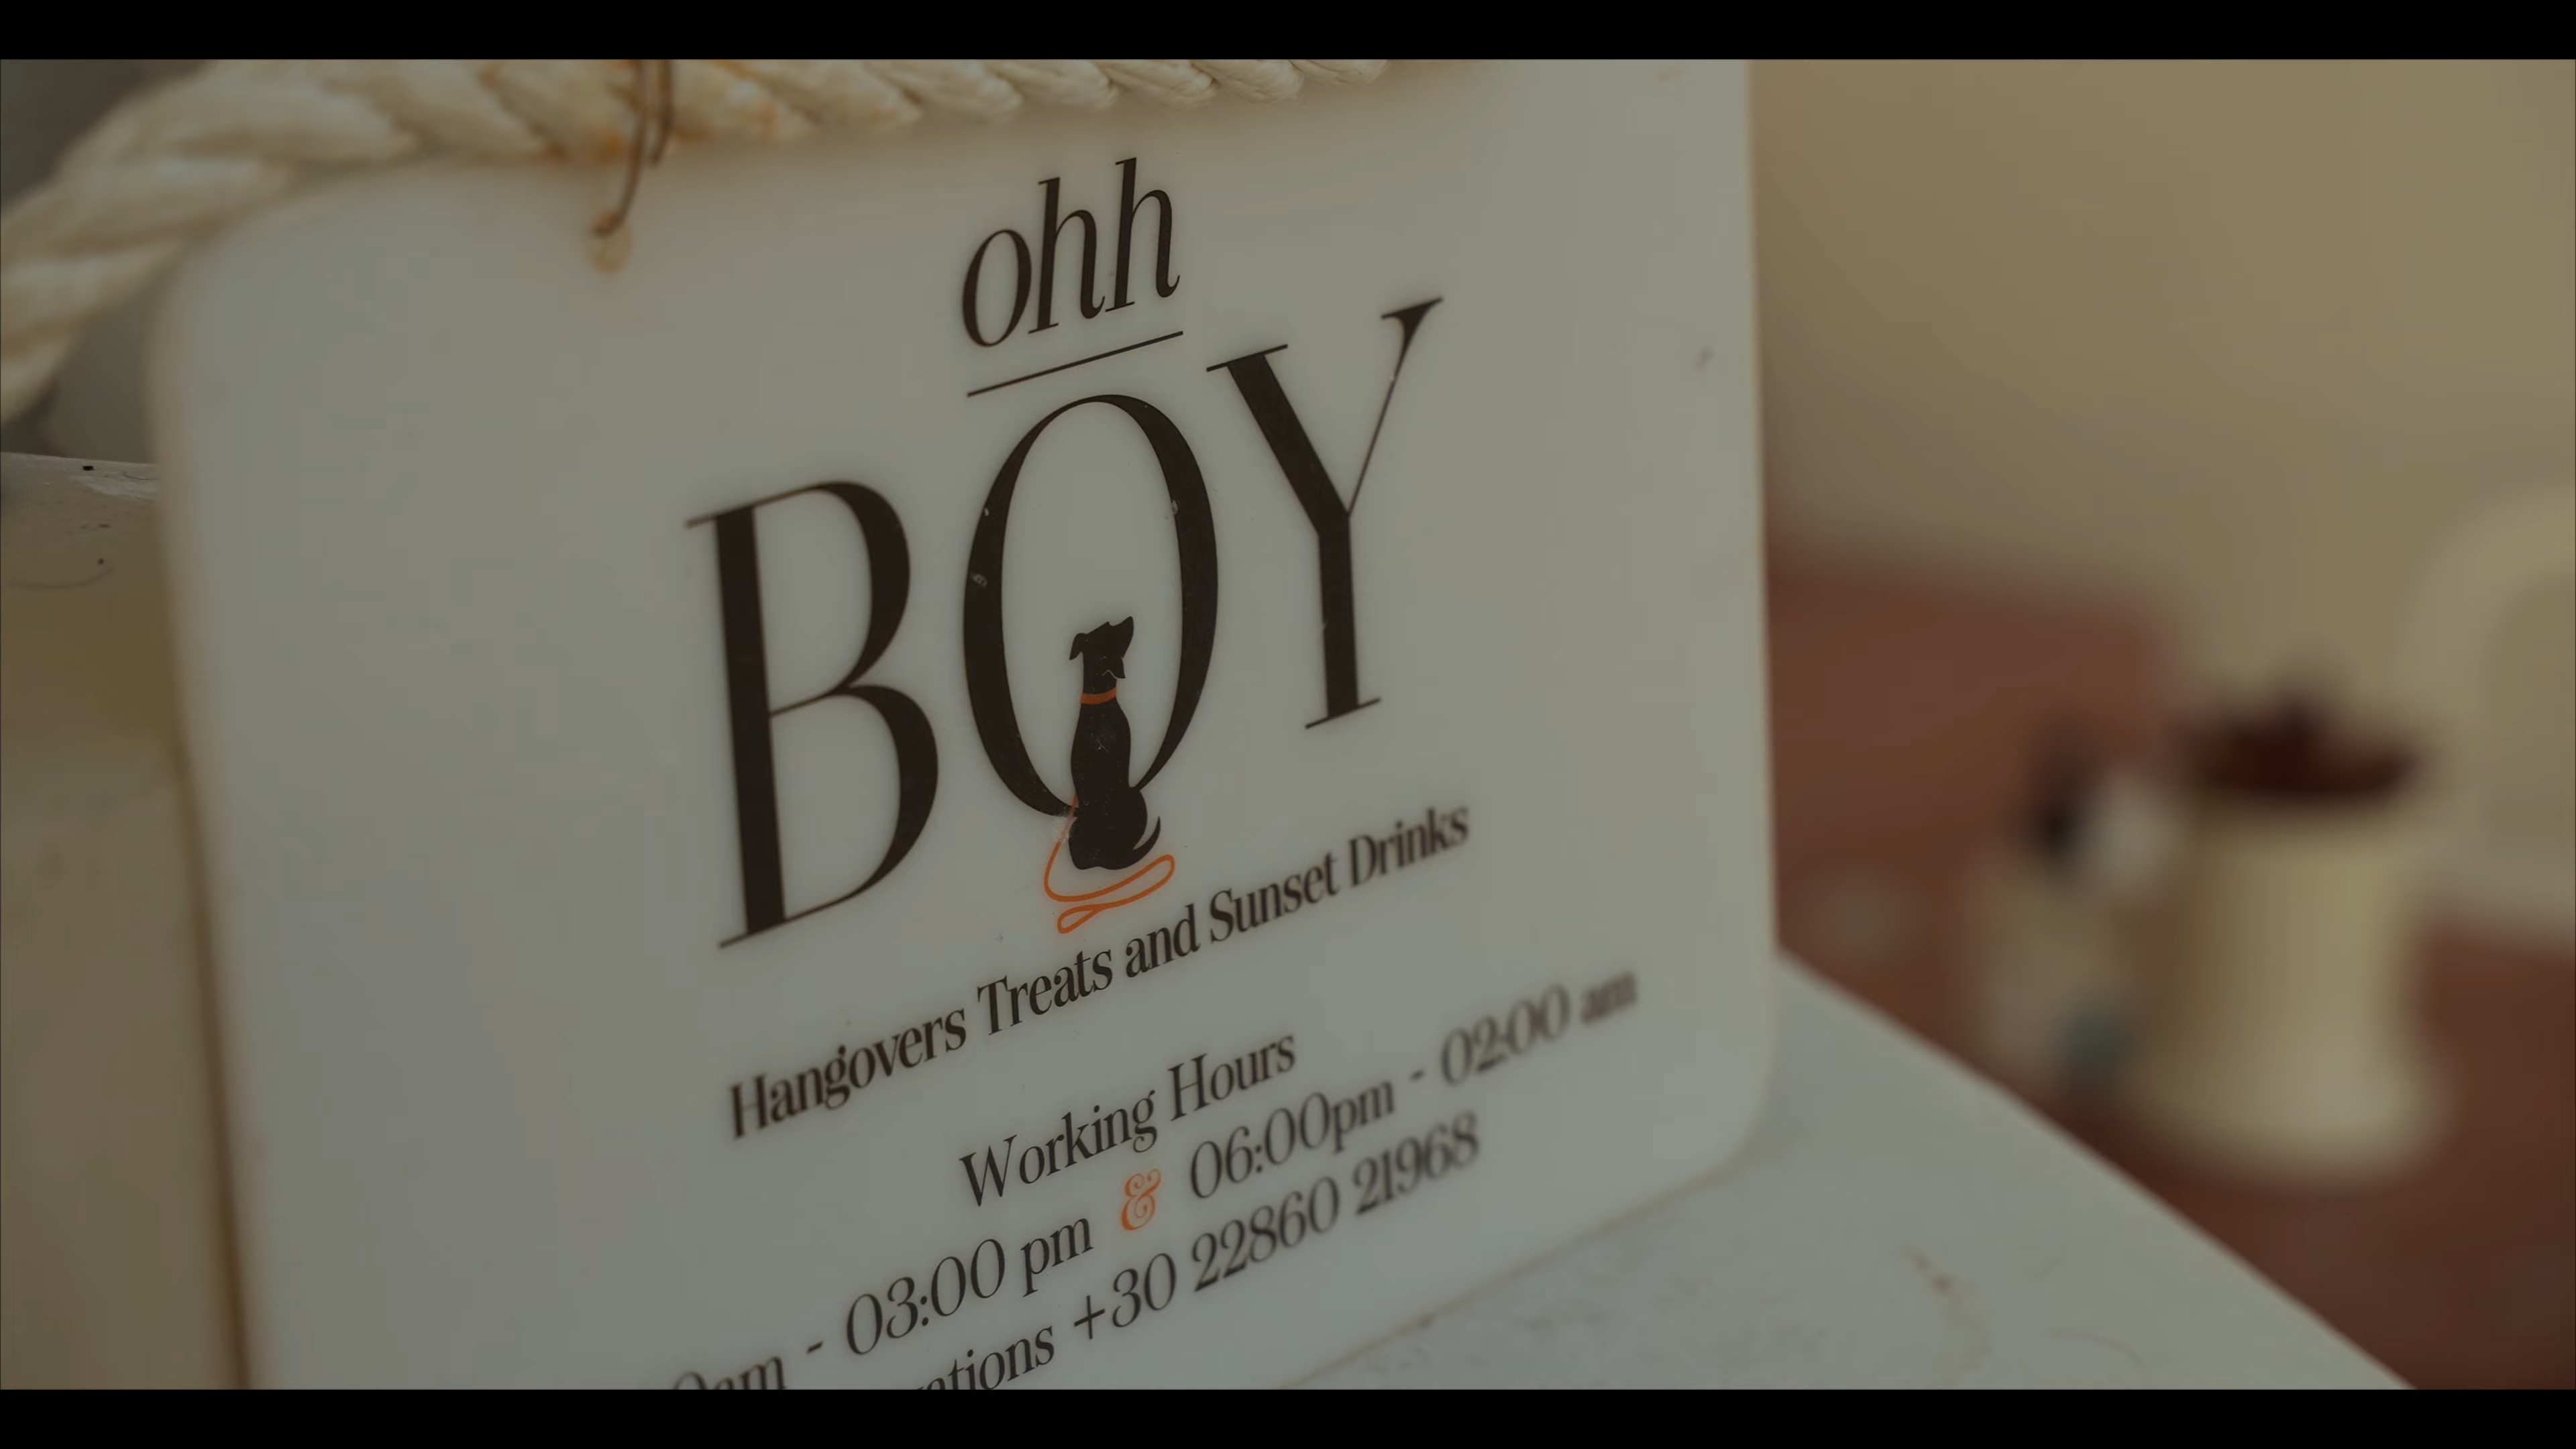 ohh
BOY
Hangovers Treats and Sunset Drinks
Working Hours
- 03:00 pm & 06:00pm - 02:00 am
+30 22860 21968